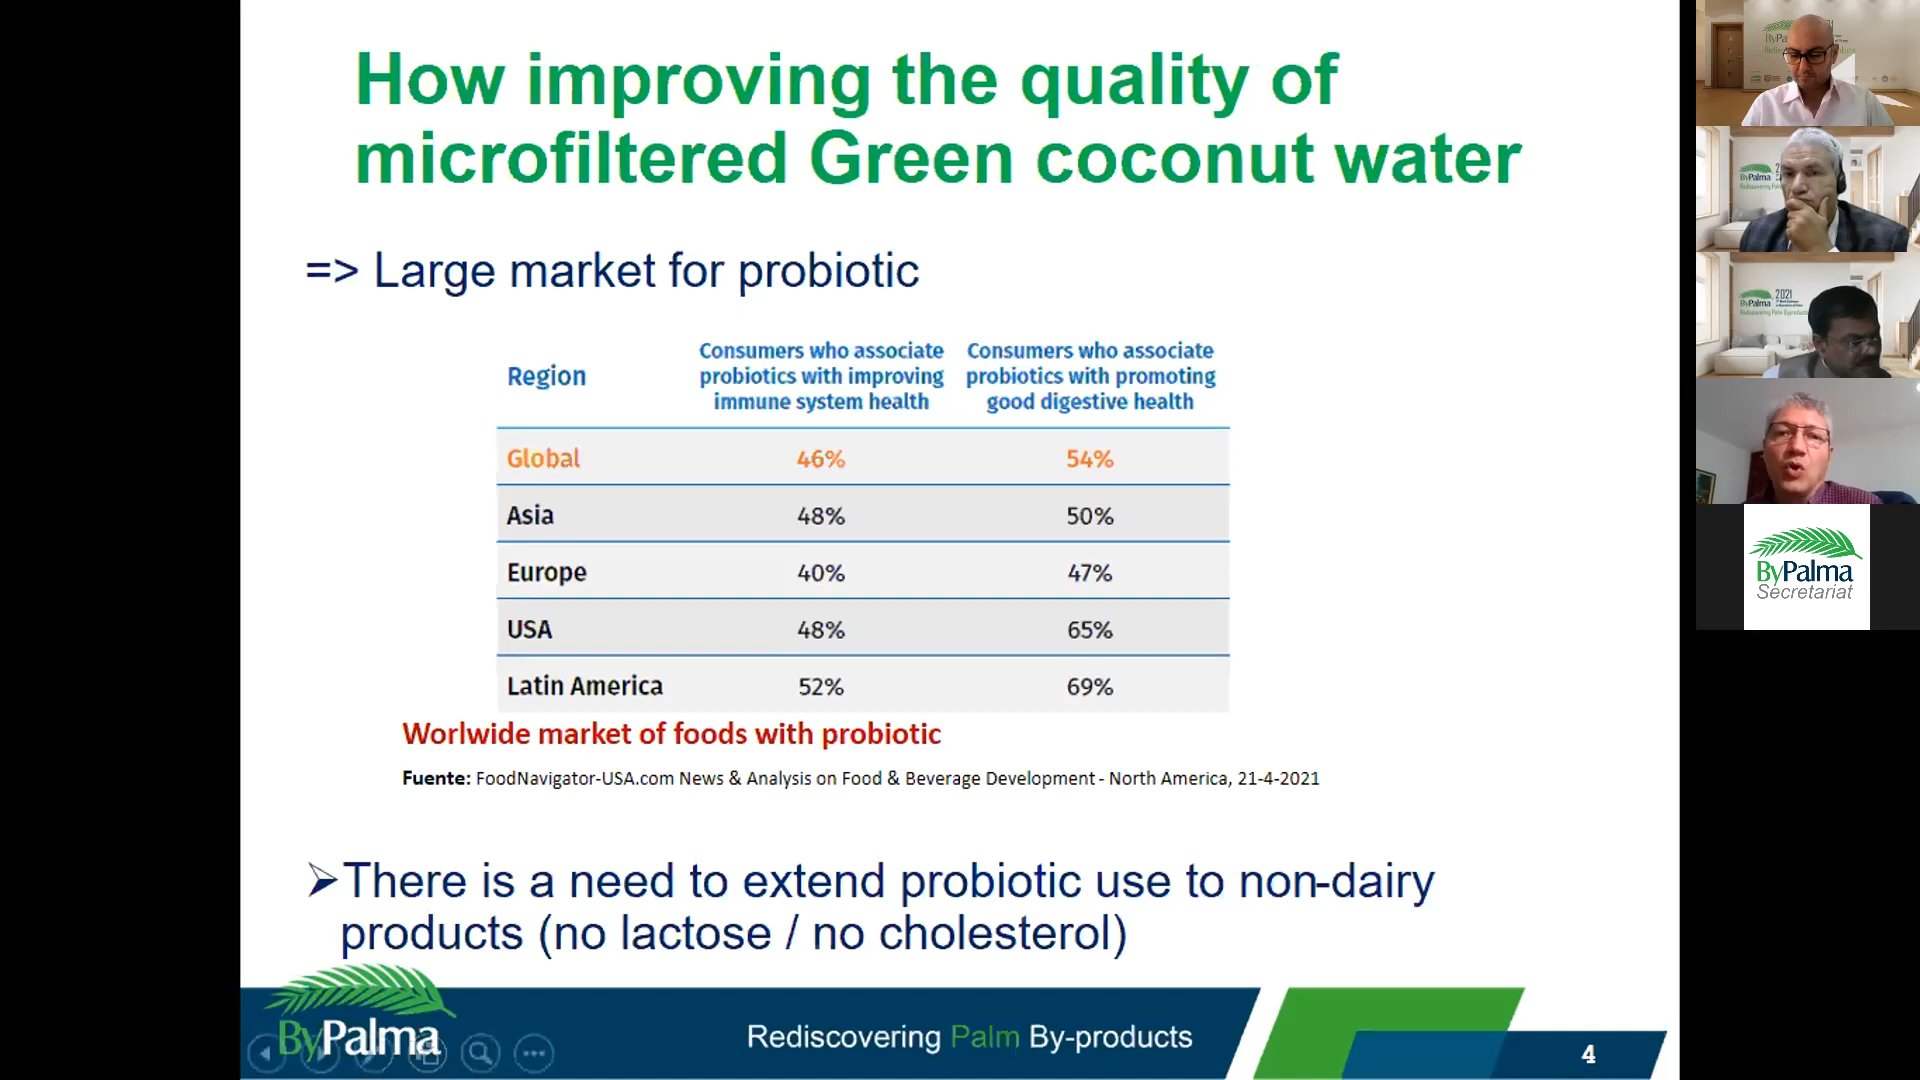 How improving the quality of
microfiltered Green coconut water
=> Large market for probiotic
Region
Consumers who associate
probiotics with improving
immune system health
Consumers who associate
probiotics with promoting
good digestive health
Global 46% 54%
Asia 48% 50%
Europe 40% 47%
USA 48% 65%
Latin America 52% 69%
Worlwide market of foods with probiotic
Fuente: FoodNavigator-USA.com News & Analysis on Food & Beverage Development - North America, 21-4-2021
➢There is a need to extend probiotic use to non-dairy
products (no lactose / no cholesterol)
ByPalma
Rediscovering Palm By-products
4
ByPalma
2021
ByPalma
Secretariat